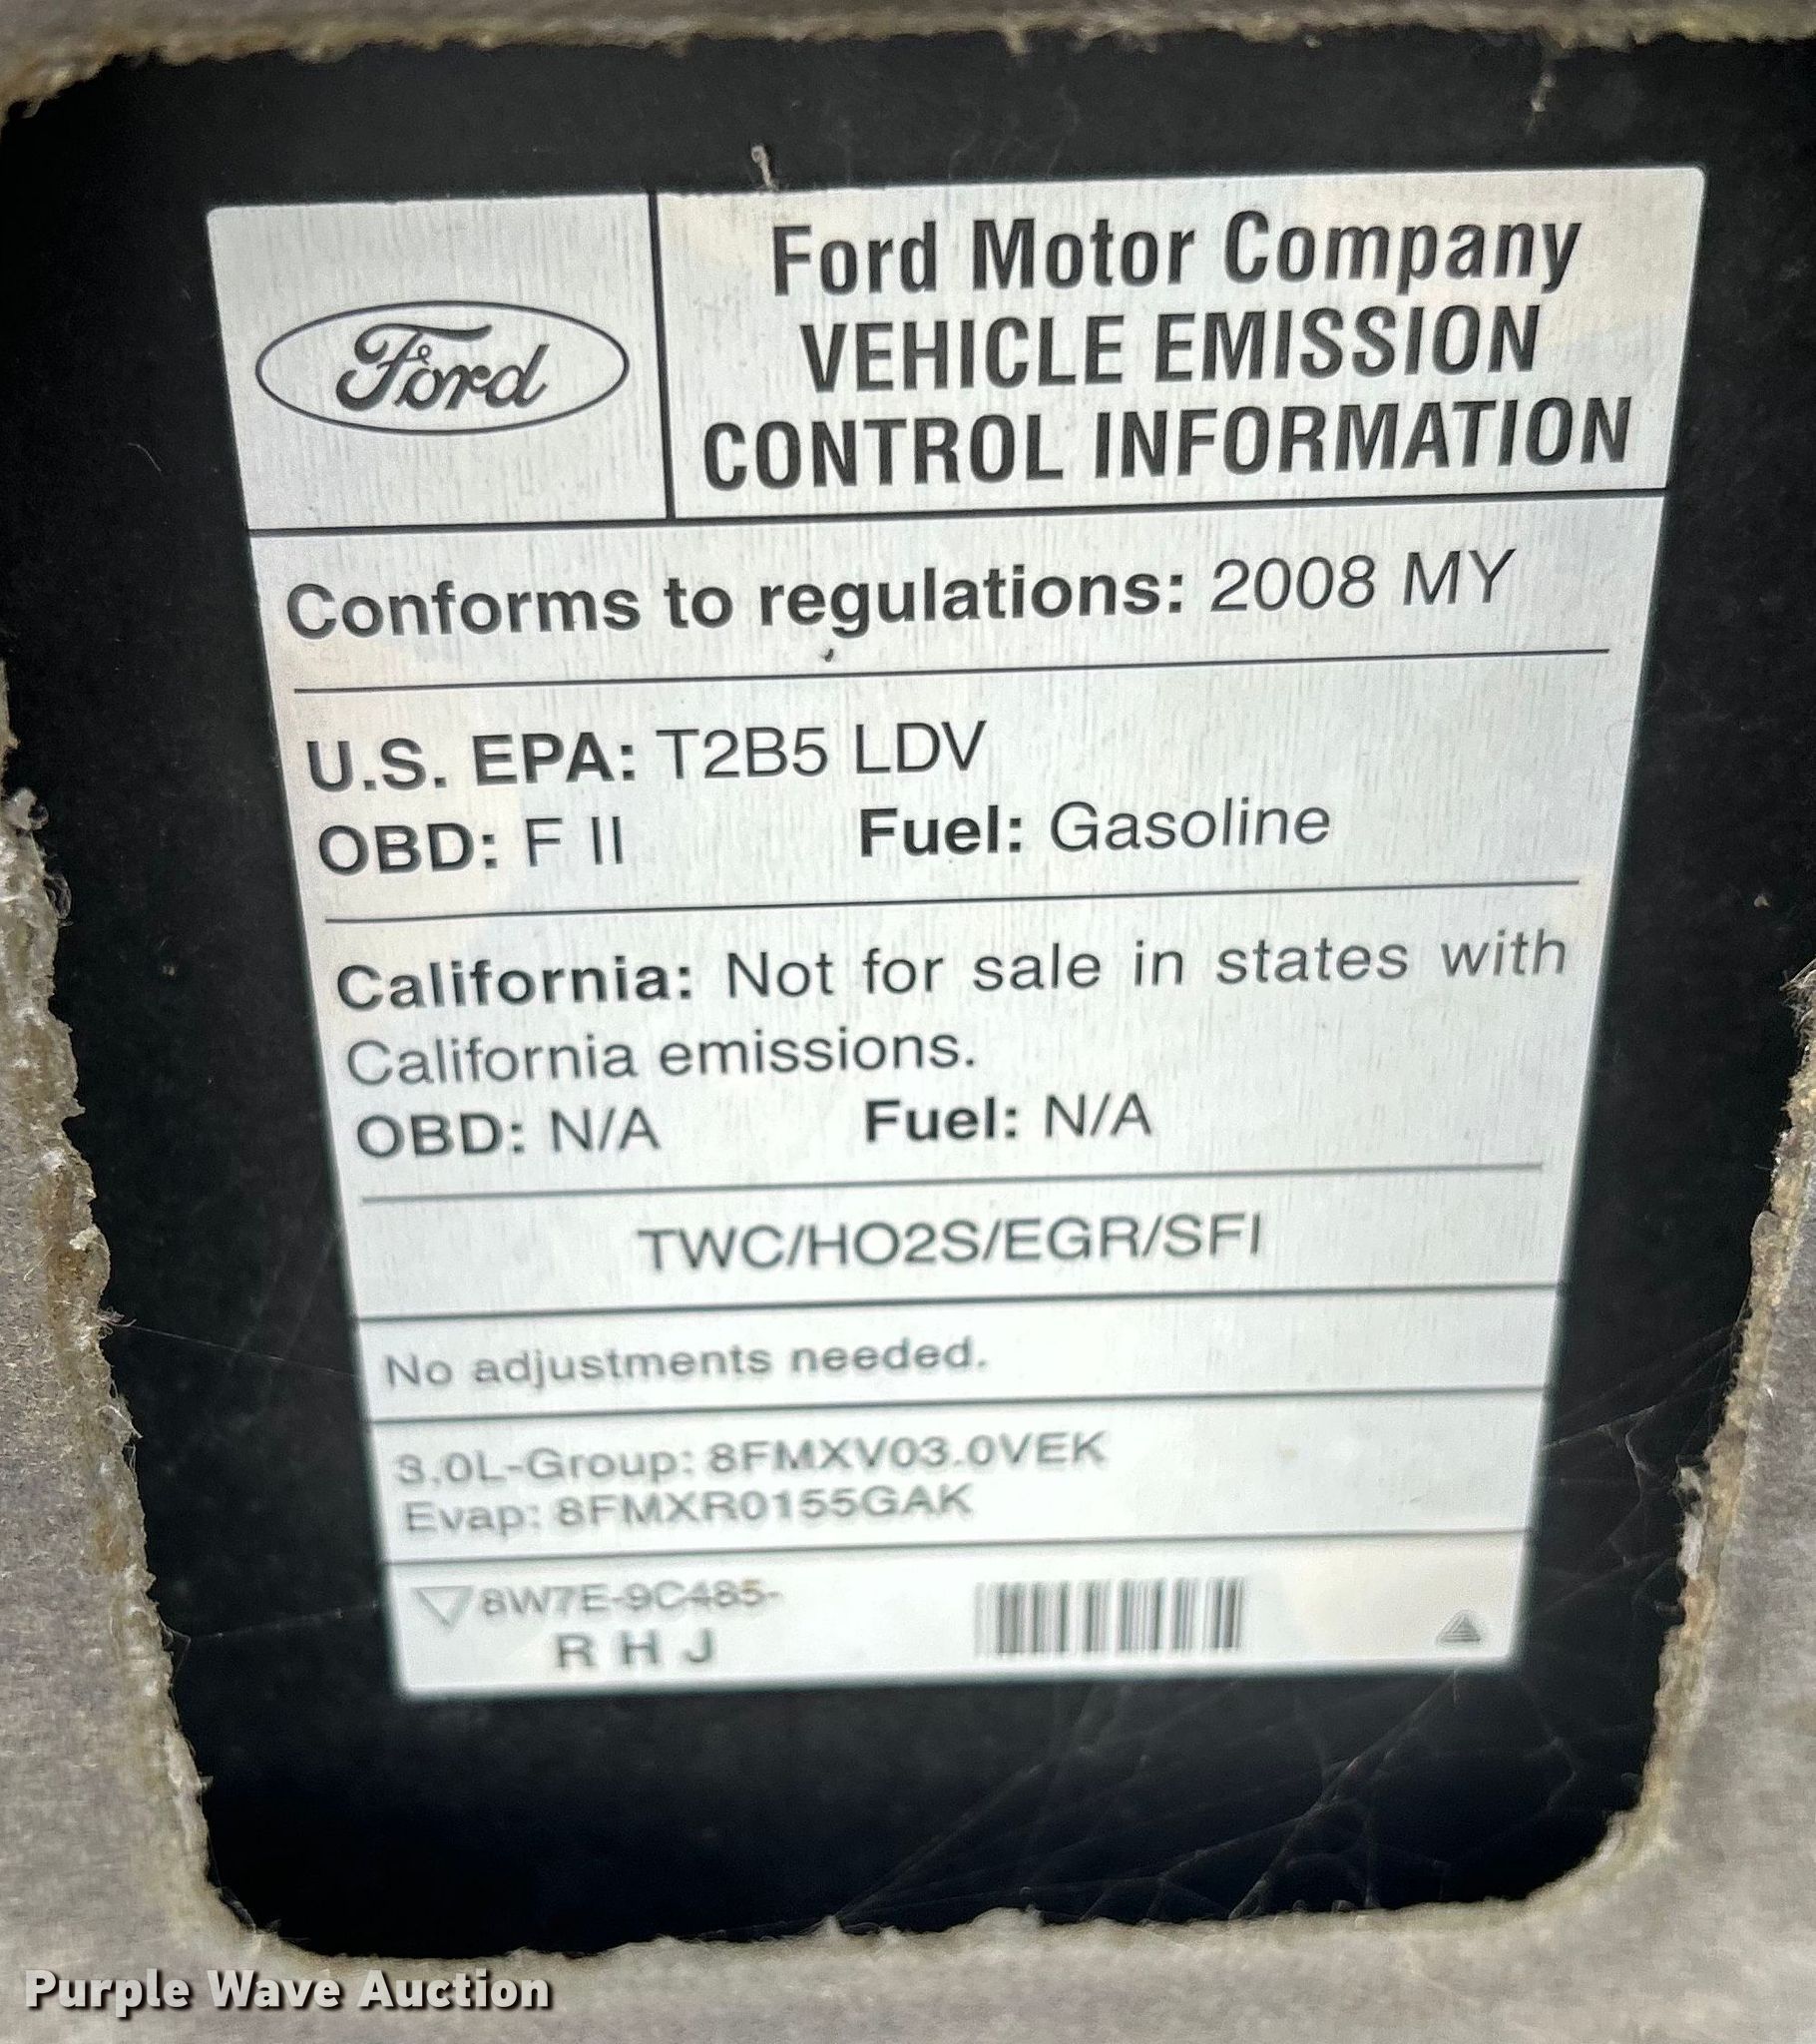 Ford
Ford Motor Company
VEHICLE EMISSION
CONTROL INFORMATION
Conforms to regulations: 2008 MY
U.S. EPA: T2B5 LDV
OBD: F II Fuel: Gasoline
California: Not for sale in states with
California emissions.
OBD: N/A Fuel: N/A
TWC/HO2S/EGR/SFI
No adjustments needed.
3.0L-Group: 8FMXV03.0VEK
Evap: 8FMXR0155GAK
8W7E-9C485-
R H J
Purple Wave Auction